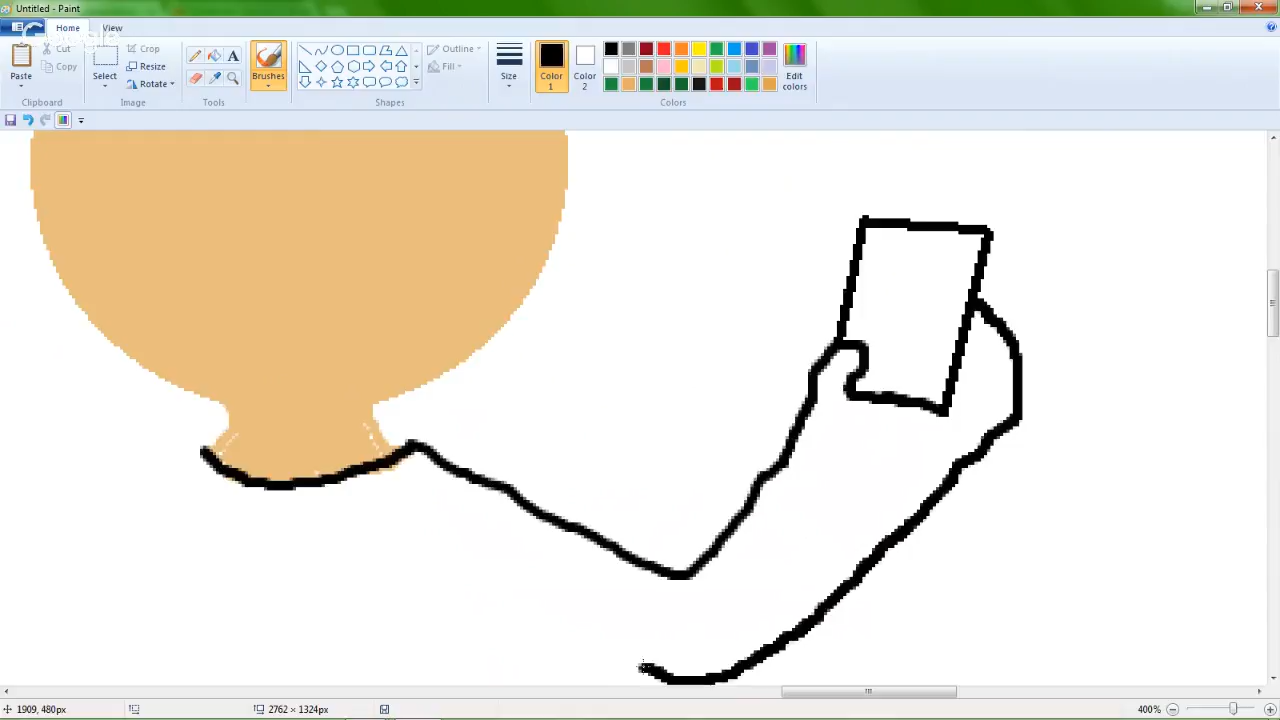 Untitled - Paint
Home View
Paste
Cut
Copy
Clipboard
Select
Crop
Resize
Rotate
Image
A
Tools
Brushes
Outline
Fill
Shapes
Size
Color 1
Color 2
Edit colors
Colors
1909, 480px
2762 × 1324px
400%